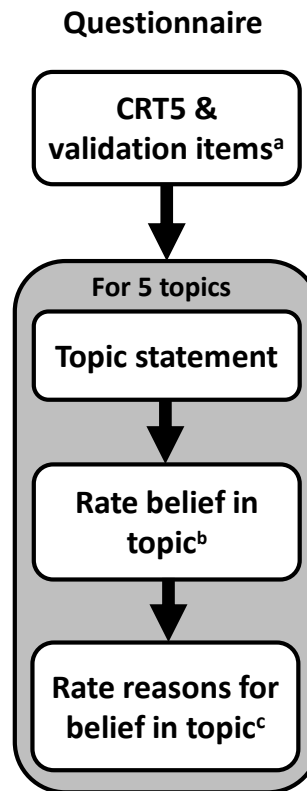 Questionnaire
CRT5 &
validation itemsᵃ
For 5 topics
Topic statement
Rate belief in
topicᵇ
Rate reasons for
belief in topicᶜ